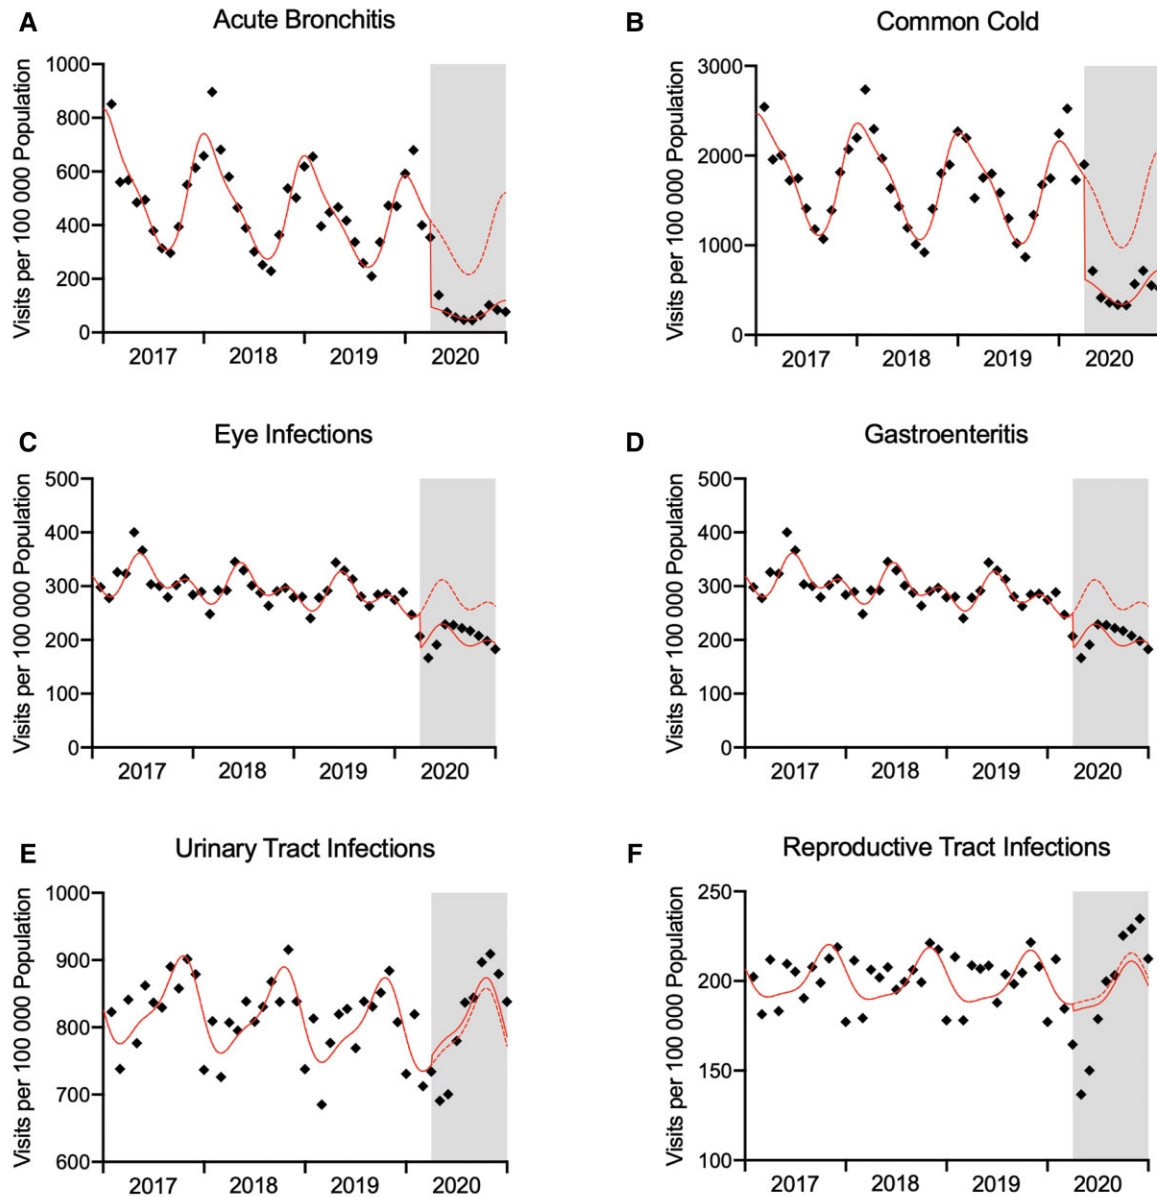 A Acute Bronchitis
Visits per 100 000 Population
1000
800
600
400
200
0
2017 2018 2019 2020
B Common Cold
Visits per 100 000 Population
3000
2000
1000
0
2017 2018 2019 2020
C Eye Infections
Visits per 100 000 Population
500
400
300
200
100
0
2017 2018 2019 2020
D Gastroenteritis
Visits per 100 000 Population
500
400
300
200
100
0
2017 2018 2019 2020
E Urinary Tract Infections
Visits per 100 000 Population
1000
900
800
700
600
2017 2018 2019 2020
F Reproductive Tract Infections
Visits per 100 000 Population
250
200
150
100
2017 2018 2019 2020